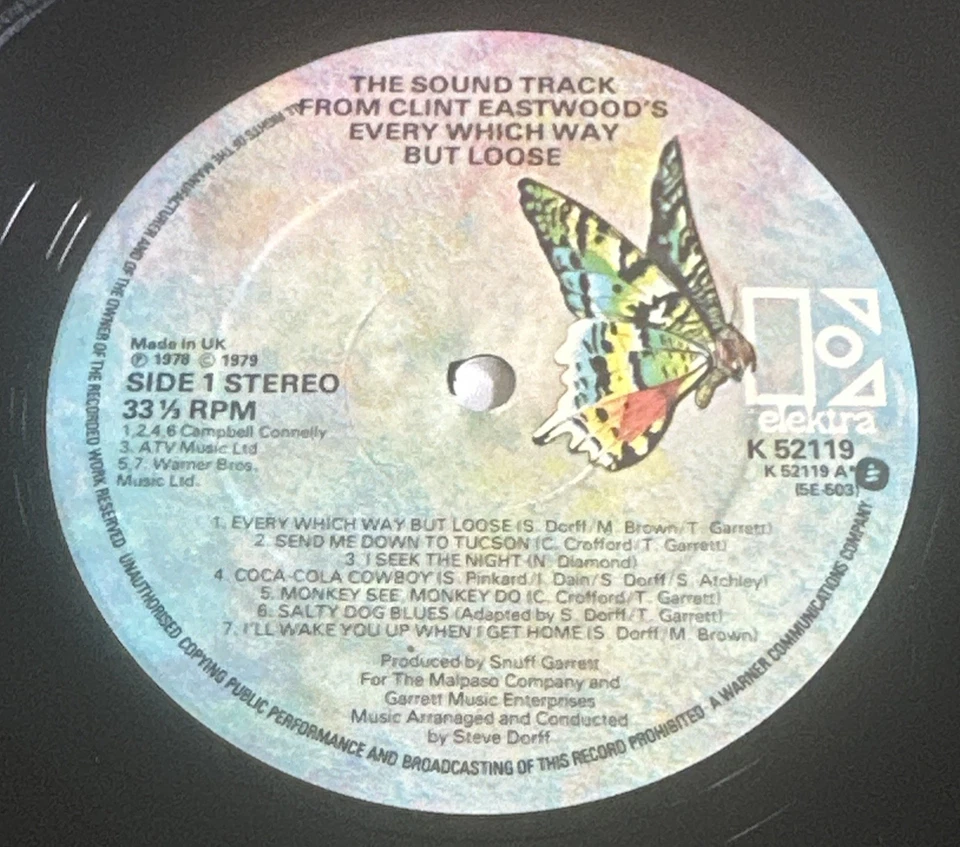 THE SOUND TRACK
FROM CLINT EASTWOOD'S
EVERY WHICH WAY
BUT LOOSE
Made in UK
Ⓟ 1978 © 1979
SIDE 1 STEREO
33 ⅓ RPM
1.2.4.6 Campbell Connelly
3. ATV Music Ltd
5.7. Warner Bros.
Music Ltd.
elektra
K 52119
K 52119 A
(5E-503)
1. EVERY WHICH WAY BUT LOOSE (S. Dorff/M. Brown/T. Garrett)
2. SEND ME DOWN TO TUCSON (C. Crofford/T. Garrett)
3. I SEEK THE NIGHT (N. Diamond)
4. COCA-COLA COWBOY (S. Pinkard/I. Dain/S. Dorff/S. Atchley)
5. MONKEY SEE, MONKEY DO (C. Crofford/T. Garrett)
6. SALTY DOG BLUES (Adapted by S. Dorff/T. Garrett)
7. I'LL WAKE YOU UP WHEN I GET HOME (S. Dorff/M. Brown)
Produced by Snuff Garrett
For The Malpaso Company and
Garrett Music Enterprises
Music Arranaged and Conducted
by Steve Dorff
ALL RIGHTS OF THE MANUFACTURER AND OF THE OWNER OF THE RECORDED WORK RESERVED UNAUTHORISED COPYING PUBLIC PERFORMANCE AND BROADCASTING OF THIS RECORD PROHIBITED · A WARNER COMMUNICATIONS COMPANY